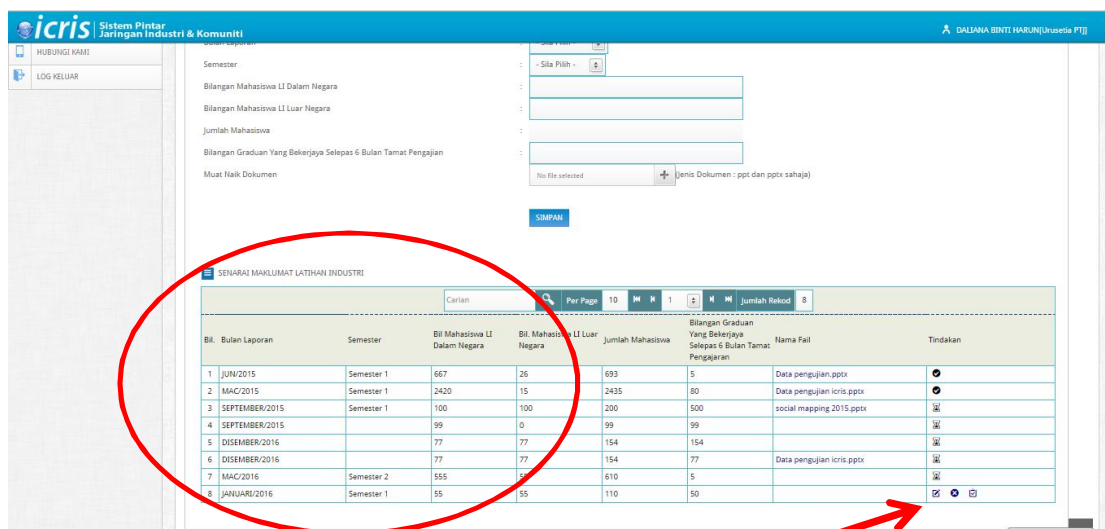 icris Sistem Pintar
Jaringan Industri & Komuniti
DALIANA BINTI HARUN[Urusetia PTJ]
HUBUNGI KAMI
LOG KELUAR
Bulan Laporan : - Sila Pilih -
Semester : - Sila Pilih -
Bilangan Mahasiswa LI Dalam Negara :
Bilangan Mahasiswa LI Luar Negara :
Jumlah Mahasiswa :
Bilangan Graduan Yang Bekerjaya Selepas 6 Bulan Tamat Pengajian :
Muat Naik Dokumen No file selected (Jenis Dokumen : ppt dan pptx sahaja)
SIMPAN
SENARAI MAKLUMAT LATIHAN INDUSTRI
Carian Per Page 10 1 Jumlah Rekod 8
Bil. Bulan Laporan Semester Bil Mahasiswa LI Dalam Negara Bil. Mahasiswa LI Luar Negara Jumlah Mahasiswa Bilangan Graduan Yang Bekerjaya Selepas 6 Bulan Tamat Pengajaran Nama Fail Tindakan
1 JUN/2015 Semester 1 667 26 693 5 Data pengujian.pptx
2 MAC/2015 Semester 1 2420 15 2435 80 Data pengujian icris.pptx
3 SEPTEMBER/2015 Semester 1 100 100 200 500 social mapping 2015.pptx
4 SEPTEMBER/2015 99 0 99 99
5 DISEMBER/2016 77 77 154 154
6 DISEMBER/2016 77 77 154 77 Data pengujian icris.pptx
7 MAC/2016 Semester 2 555 610 5
8 JANUARI/2016 Semester 1 55 55 110 50